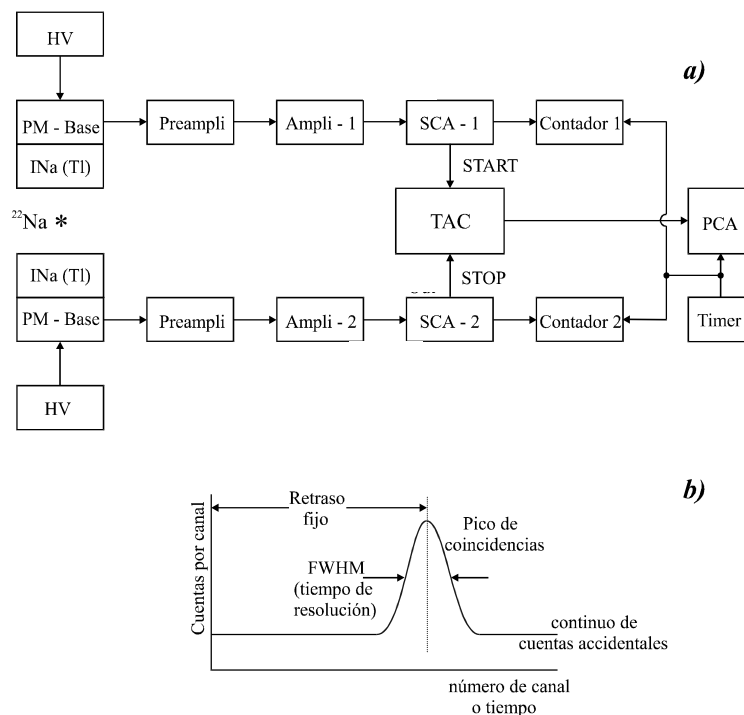 HV
a)
PM - Base
Preampli
Ampli - 1
SCA - 1
Contador 1
INa (Tl)
START
²²Na *
TAC
PCA
INa (Tl)
STOP
PM - Base
Preampli
Ampli - 2
SCA - 2
Contador 2
Timer
HV
b)
Retraso
fijo
Pico de
coincidencias
Cuentas por canal
FWHM
(tiempo de
resolución)
continuo de
cuentas accidentales
número de canal
o tiempo